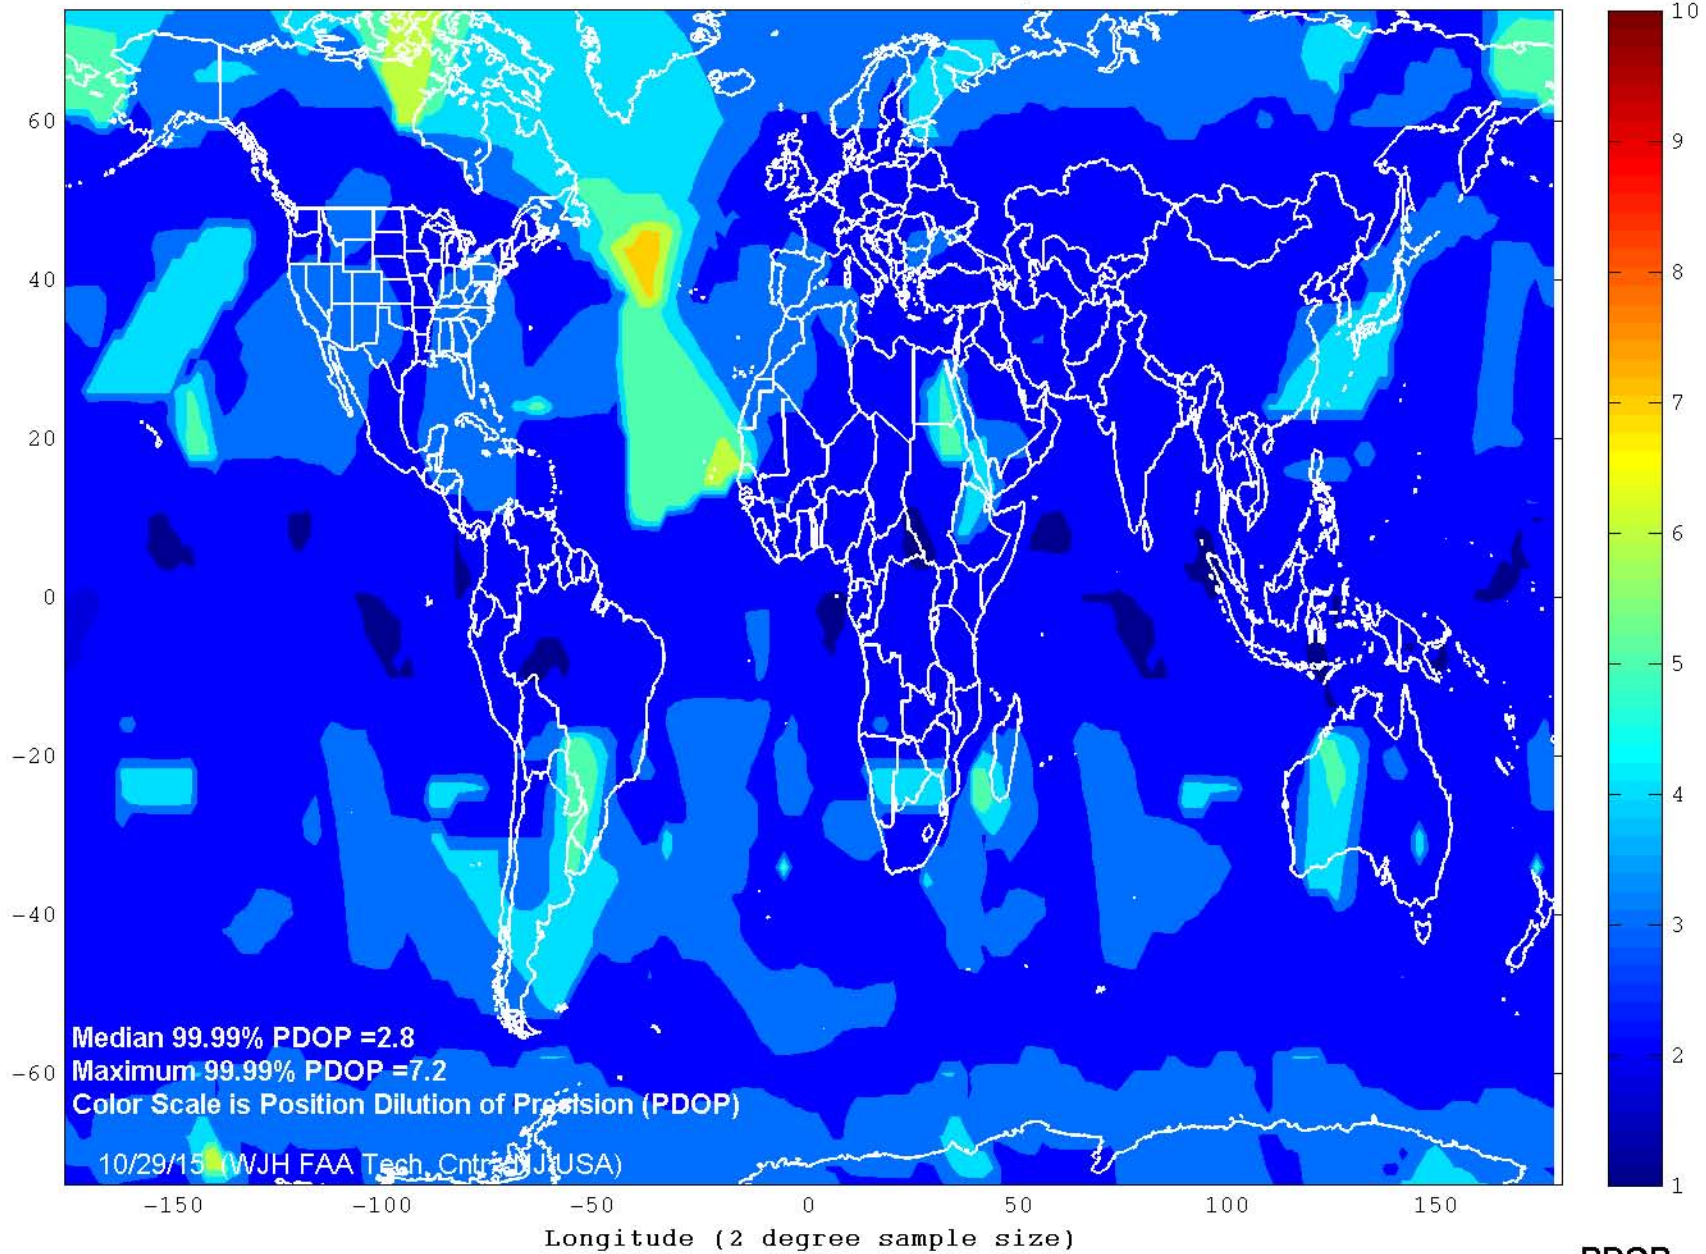 10
9
8
7
6
5
4
3
2
1
60
40
20
0
−20
−40
−60
Median 99.99% PDOP =2.8
Maximum 99.99% PDOP =7.2
Color Scale is Position Dilution of Precision (PDOP)
10/29/15 (WJH FAA Tech. Cntr. NJ USA)
−150 −100 −50 0 50 100 150
Longitude (2 degree sample size)
PDOP